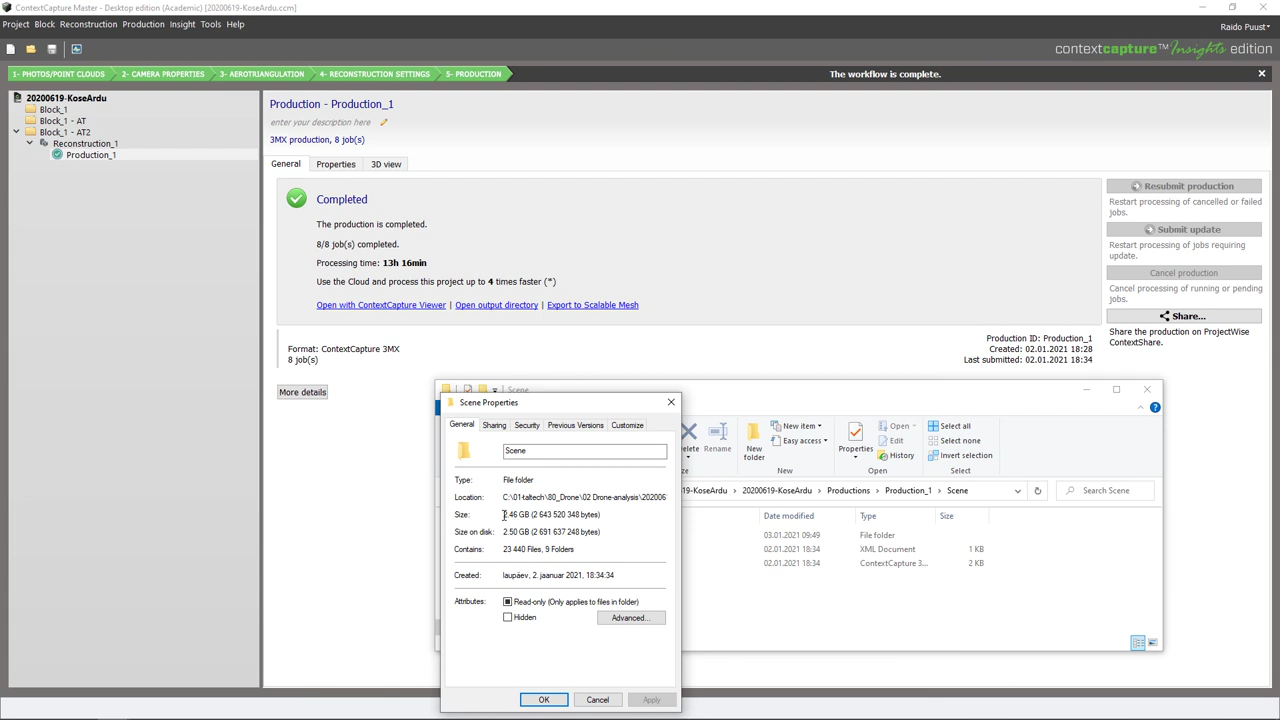 ContextCapture Master - Desktop edition (Academic) [20200619-KoseArdu.ccm]
Project Block Reconstruction Production Insight Tools Help
Raido Puust
contextcapture™ Insights edition
1- PHOTOS/POINT CLOUDS 2- CAMERA PROPERTIES 3- AEROTRIANGULATION 4- RECONSTRUCTION SETTINGS 5- PRODUCTION The workflow is complete.
20200619-KoseArdu
Block_1
Block_1 - AT
Block_1 - AT2
Reconstruction_1
Production_1
Production - Production_1
enter your description here
3MX production, 8 job(s)
General Properties 3D view
Completed
The production is completed.
8/8 job(s) completed.
Processing time: 13h 16min
Use the Cloud and process this project up to 4 times faster (*)
Open with ContextCapture Viewer | Open output directory | Export to Scalable Mesh
Resubmit production
Restart processing of cancelled or failed
jobs.
Submit update
Restart processing of jobs requiring
update.
Cancel production
Cancel processing of running or pending
jobs.
Share...
Share the production on ProjectWise
ContextShare.
Format: ContextCapture 3MX
8 job(s)
Production ID: Production_1
Created: 02.01.2021 18:28
Last submitted: 02.01.2021 18:34
More details
Scene
Rename
New
folder
New item
Easy access
New
Properties
Open
Edit
History
Open
Select all
Select none
Invert selection
Select
20200619-KoseArdu Productions Production_1 Scene
Search Scene
Date modified Type Size
03.01.2021 09:49 File folder
02.01.2021 18:34 XML Document 1 KB
02.01.2021 18:34 ContextCapture 3... 2 KB
Scene Properties
General Sharing Security Previous Versions Customize
Scene
Type: File folder
Location: C:\01-taltech\80_Drone\02 Drone-analysis\202006
Size: 2.46 GB (2 643 520 348 bytes)
Size on disk: 2.50 GB (2 691 637 248 bytes)
Contains: 23 440 Files, 9 Folders
Created: laupäev, 2. jaanuar 2021, 18:34:34
Attributes: Read-only (Only applies to files in folder)
Hidden Advanced...
OK Cancel Apply